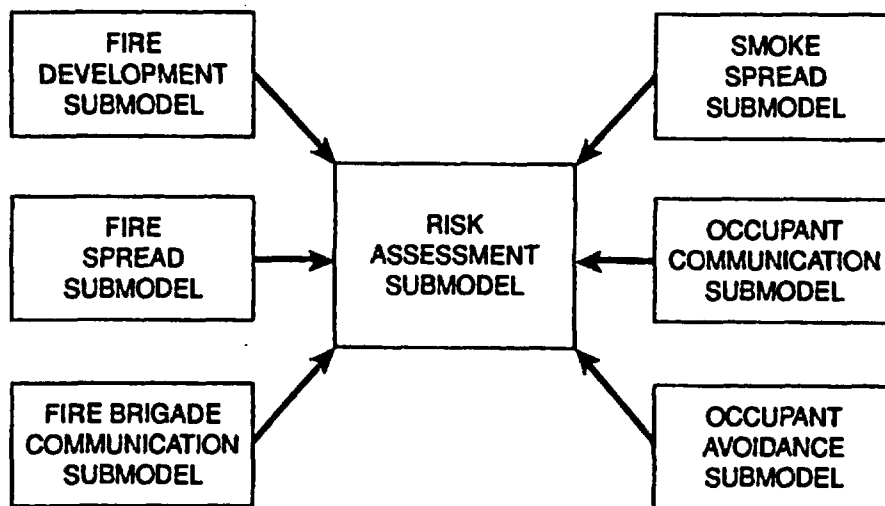 FIRE
DEVELOPMENT
SUBMODEL
SMOKE
SPREAD
SUBMODEL
FIRE
SPREAD
SUBMODEL
RISK
ASSESSMENT
SUBMODEL
OCCUPANT
COMMUNICATION
SUBMODEL
FIRE BRIGADE
COMMUNICATION
SUBMODEL
OCCUPANT
AVOIDANCE
SUBMODEL